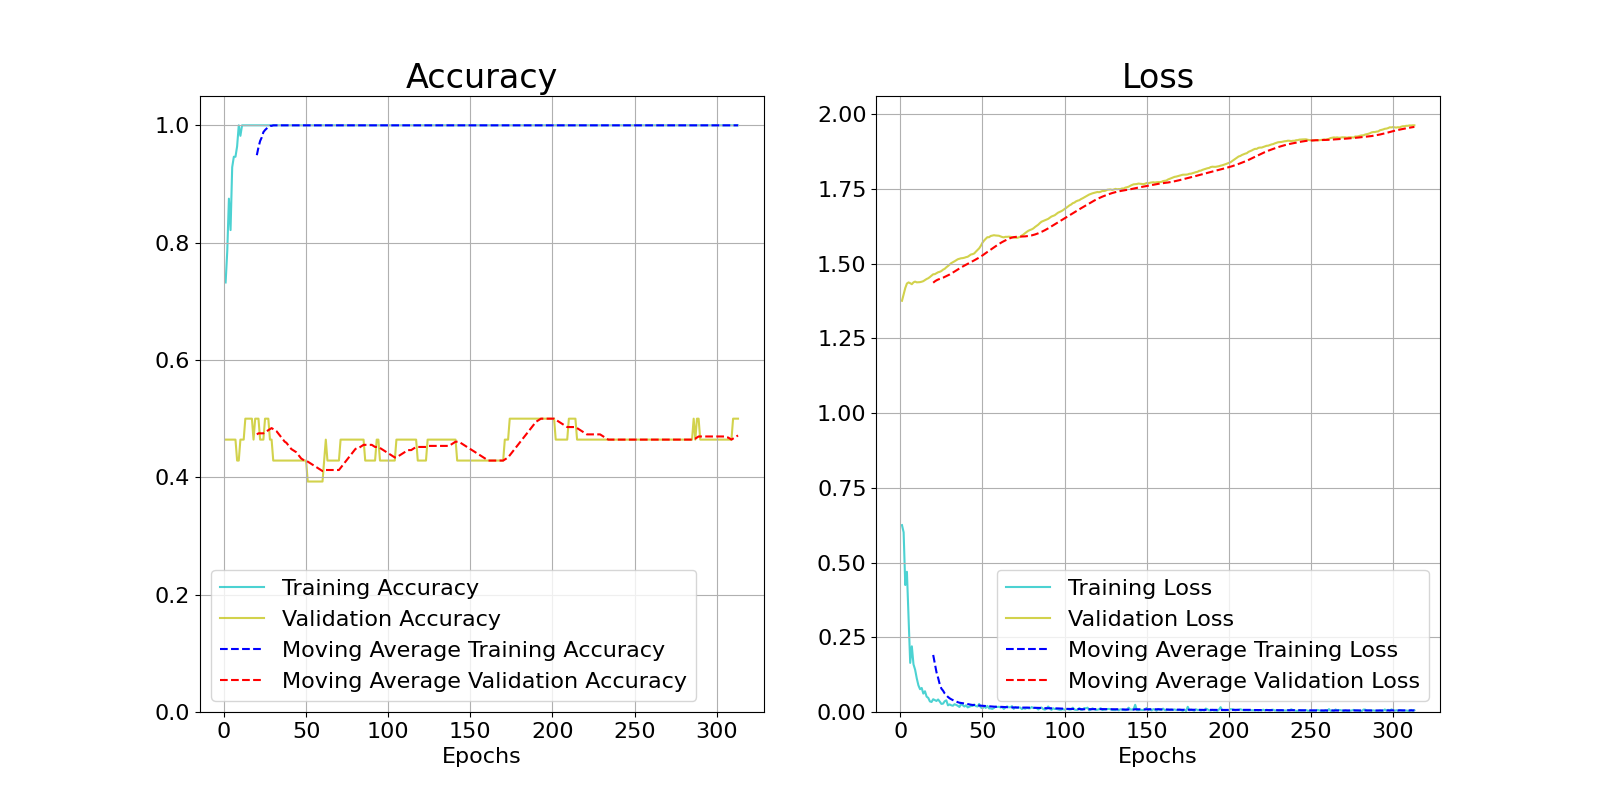 Accuracy
1.0
0.8
0.6
0.4
0.2
0.0
0 50 100 150 200 250 300
Epochs
Training Accuracy
Validation Accuracy
Moving Average Training Accuracy
Moving Average Validation Accuracy
Loss
2.00
1.75
1.50
1.25
1.00
0.75
0.50
0.25
0.00
0 50 100 150 200 250 300
Epochs
Training Loss
Validation Loss
Moving Average Training Loss
Moving Average Validation Loss